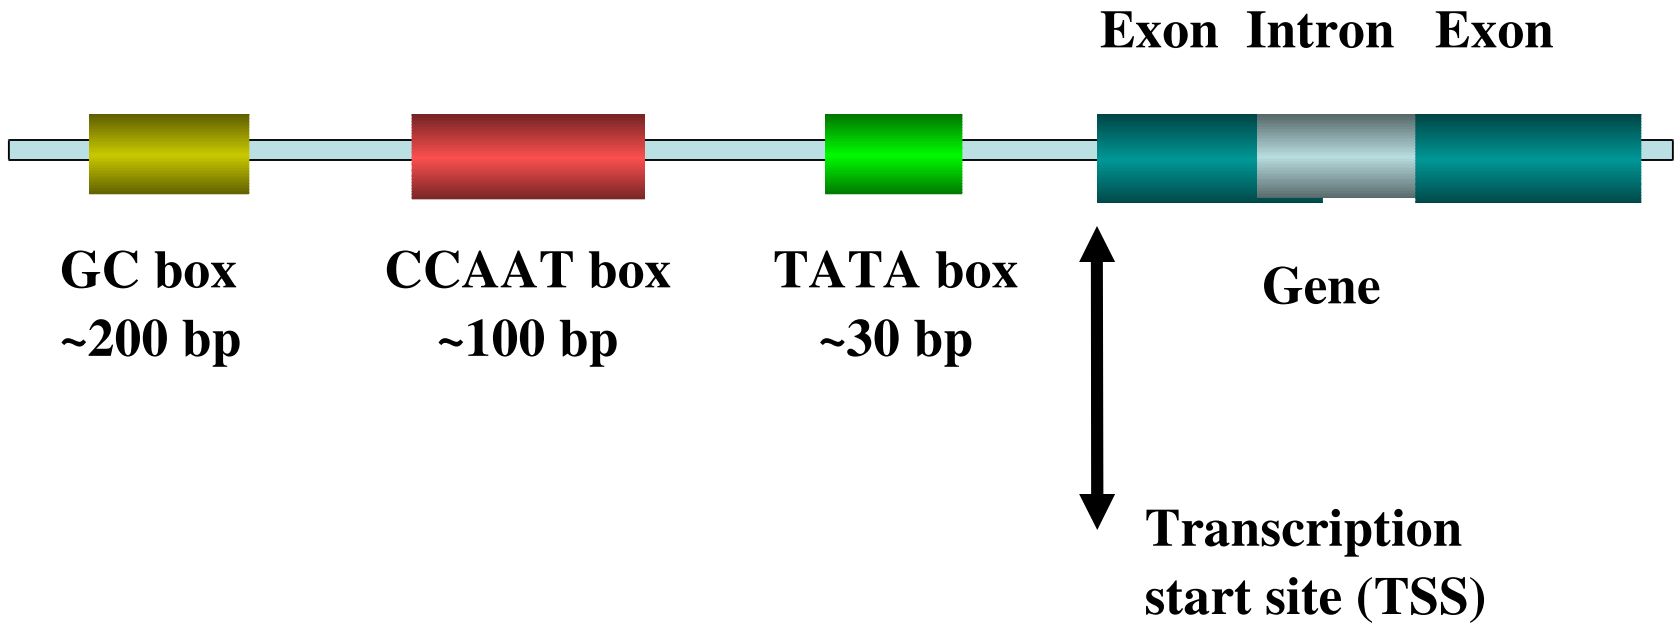 Exon Intron Exon
GC box
~200 bp
CCAAT box
~100 bp
TATA box
~30 bp
Gene
Transcription
start site (TSS)